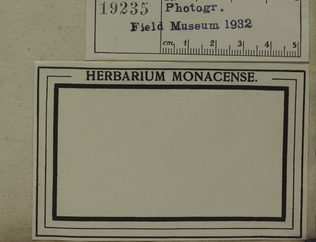 19235 Photogr.
Field Museum 1932
cm. 1 2 3 4 5
HERBARIUM MONACENSE.